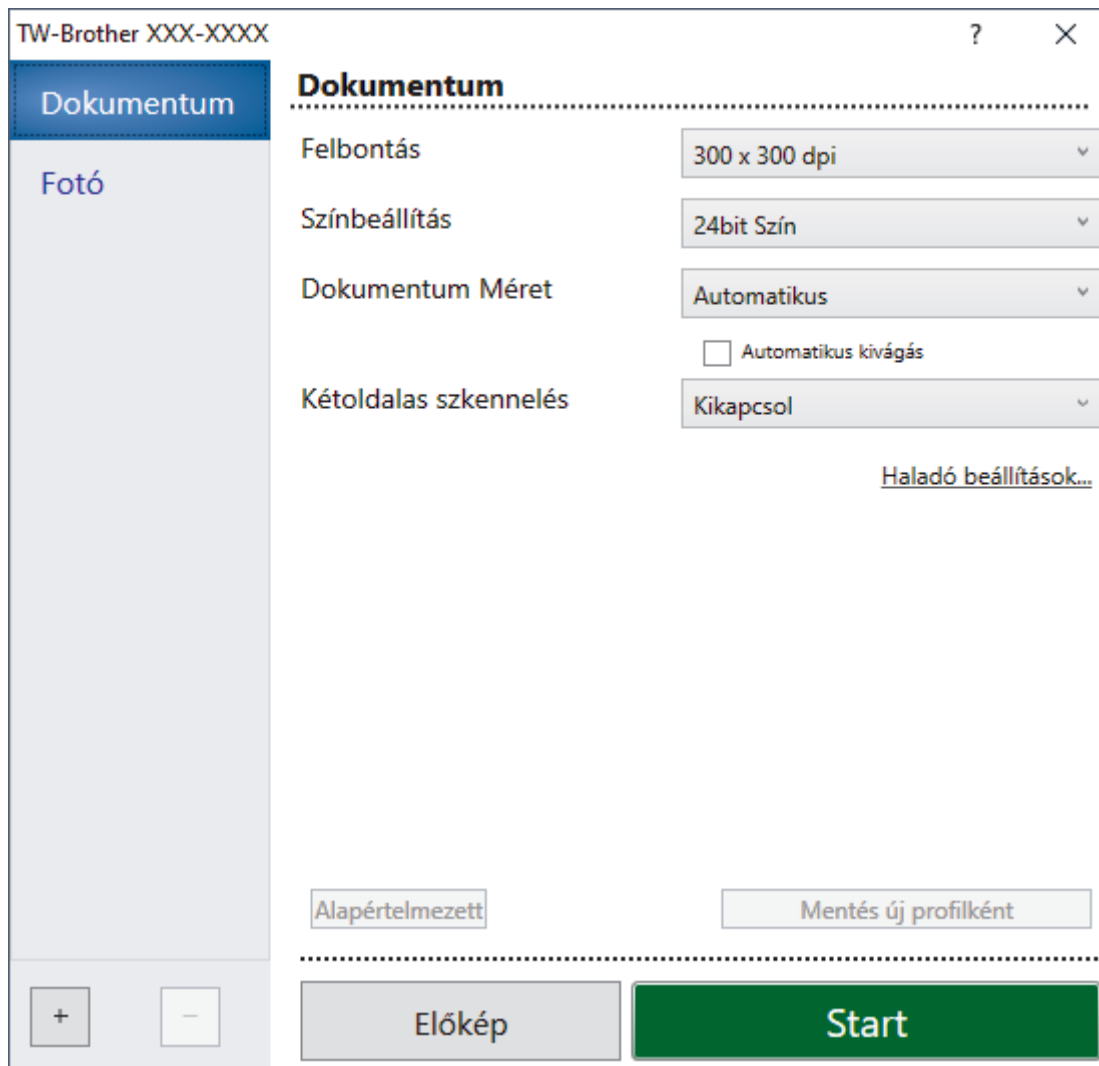 TW-Brother XXX-XXXX
?
Dokumentum
Fotó
Dokumentum
Felbontás
300 x 300 dpi
Színbeállítás
24bit Szín
Dokumentum Méret
Automatikus
Automatikus kivágás
Kétoldalas szkennelés
Kikapcsol
Haladó beállítások...
Alapértelmezett
Mentés új profilként
+
−
Előkép
Start